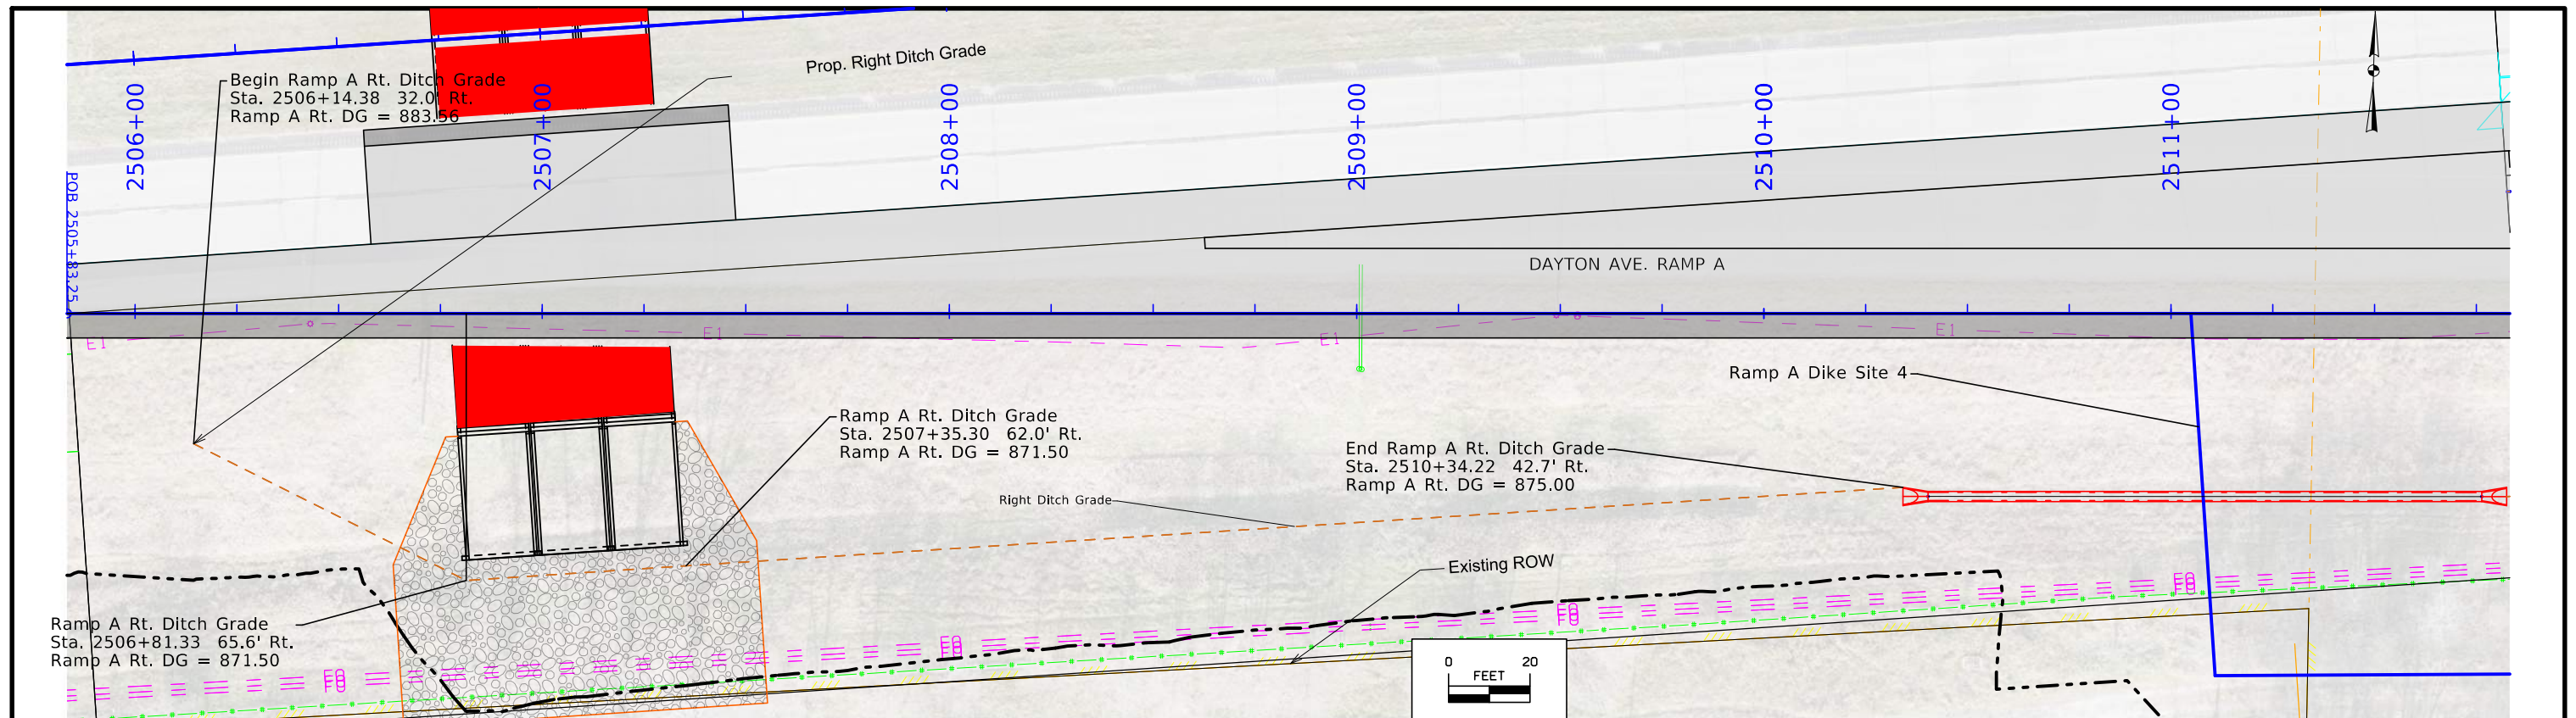 Prop. Right Ditch Grade
Begin Ramp A Rt. Ditch Grade
Sta. 2506+14.38 32.0' Rt.
Ramp A Rt. DG = 883.56
2506+00
2507+00
2508+00
2509+00
2510+00
2511+00
POB 2505+83.25
DAYTON AVE. RAMP A
E1
E1
E1
E1
Ramp A Dike Site 4
Ramp A Rt. Ditch Grade
Sta. 2507+35.30 62.0' Rt.
Ramp A Rt. DG = 871.50
End Ramp A Rt. Ditch Grade
Sta. 2510+34.22 42.7' Rt.
Ramp A Rt. DG = 875.00
Right Ditch Grade
Existing ROW
Ramp A Rt. Ditch Grade
Sta. 2506+81.33 65.6' Rt.
Ramp A Rt. DG = 871.50
0 20
FEET